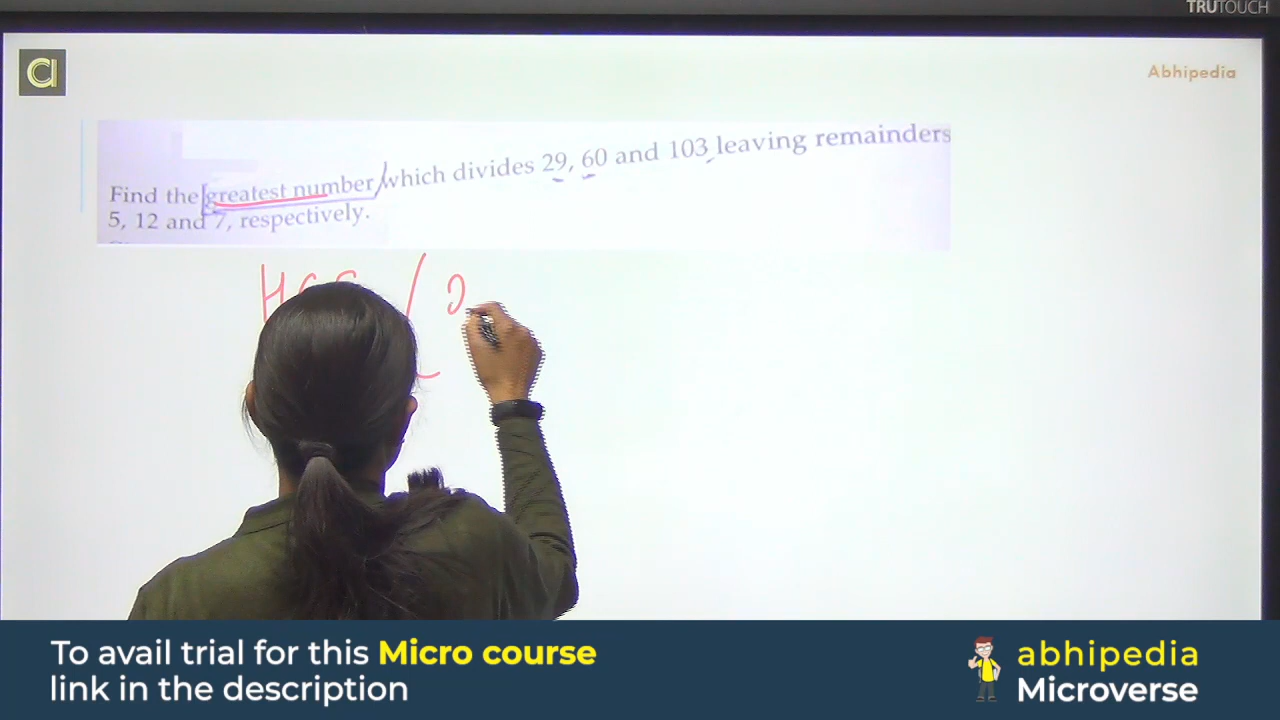 TRUTOUCH
Abhipedia
Find the greatest number which divides 29, 60 and 103 leaving remainders
5, 12 and 7, respectively.
To avail trial for this Micro course
link in the description
abhipedia
Microverse